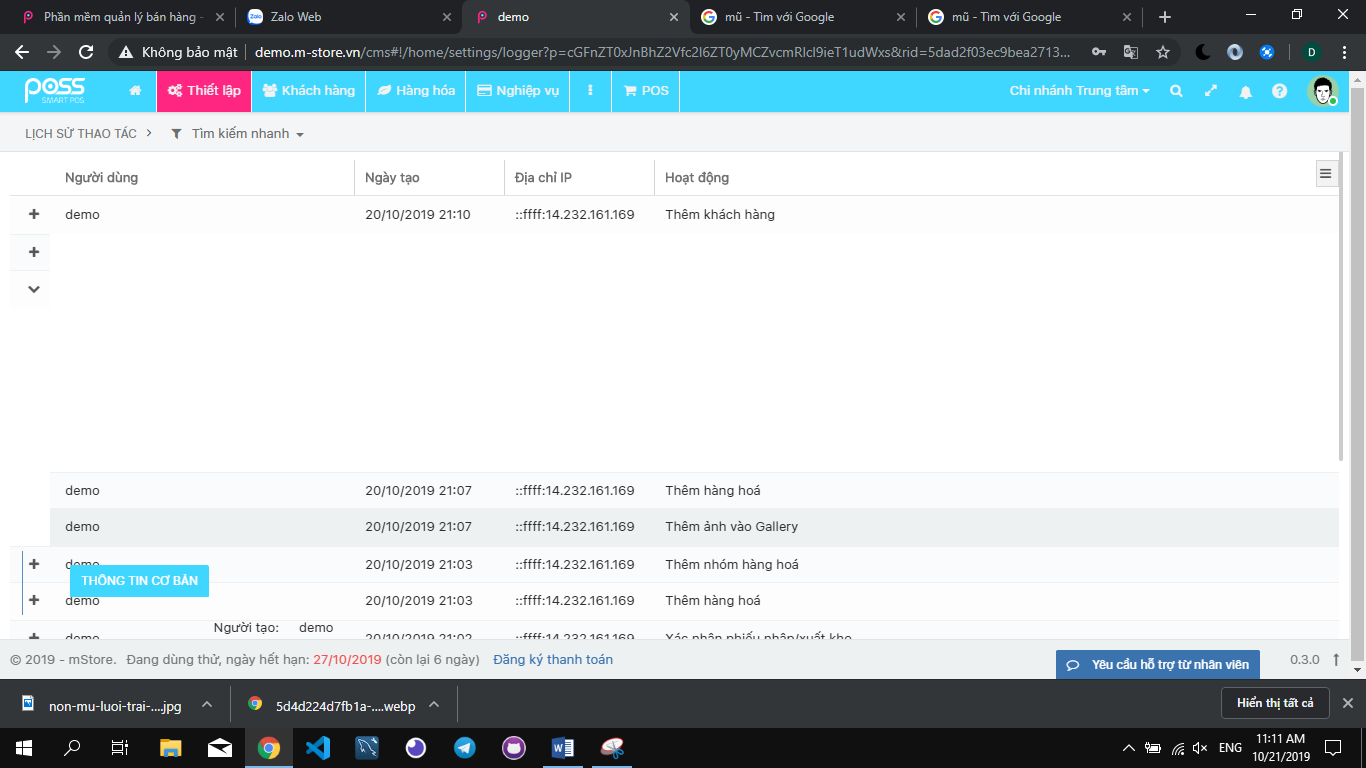 Phần mềm quản lý bán hàng -
Zalo Web
demo
mũ - Tìm với Google
mũ - Tìm với Google
Không bảo mật
demo.m-store.vn/cms#!/home/settings/logger?p=cGFnZT0xJnBhZ2Vfc2l6ZT0yMCZvcmRlcl9ieT1udWxs&rid=5dad2f03ec9bea2713...
D
poss
SMART POS
Thiết lập
Khách hàng
Hàng hóa
Nghiệp vụ
POS
Chi nhánh Trung tâm
LỊCH SỬ THAO TÁC
Tìm kiếm nhanh
Người dùng Ngày tạo Địa chỉ IP Hoạt động
demo 20/10/2019 21:10 ::ffff:14.232.161.169 Thêm khách hàng
demo 20/10/2019 21:07 ::ffff:14.232.161.169 Thêm hàng hoá
demo 20/10/2019 21:07 ::ffff:14.232.161.169 Thêm ảnh vào Gallery
demo 20/10/2019 21:03 ::ffff:14.232.161.169 Thêm nhóm hàng hoá
THÔNG TIN CƠ BẢN
demo 20/10/2019 21:03 ::ffff:14.232.161.169 Thêm hàng hoá
Người tạo: demo
demo 20/10/2019 21:02 ::ffff:14.232.161.169 Xác nhận phiếu nhập/xuất kho
© 2019 - mStore. Đang dùng thử, ngày hết hạn: 27/10/2019 (còn lại 6 ngày) Đăng ký thanh toán
Yêu cầu hỗ trợ từ nhân viên
0.3.0
non-mu-luoi-trai-....jpg
5d4d224d7fb1a-....webp
Hiển thị tất cả
ENG
11:11 AM
10/21/2019